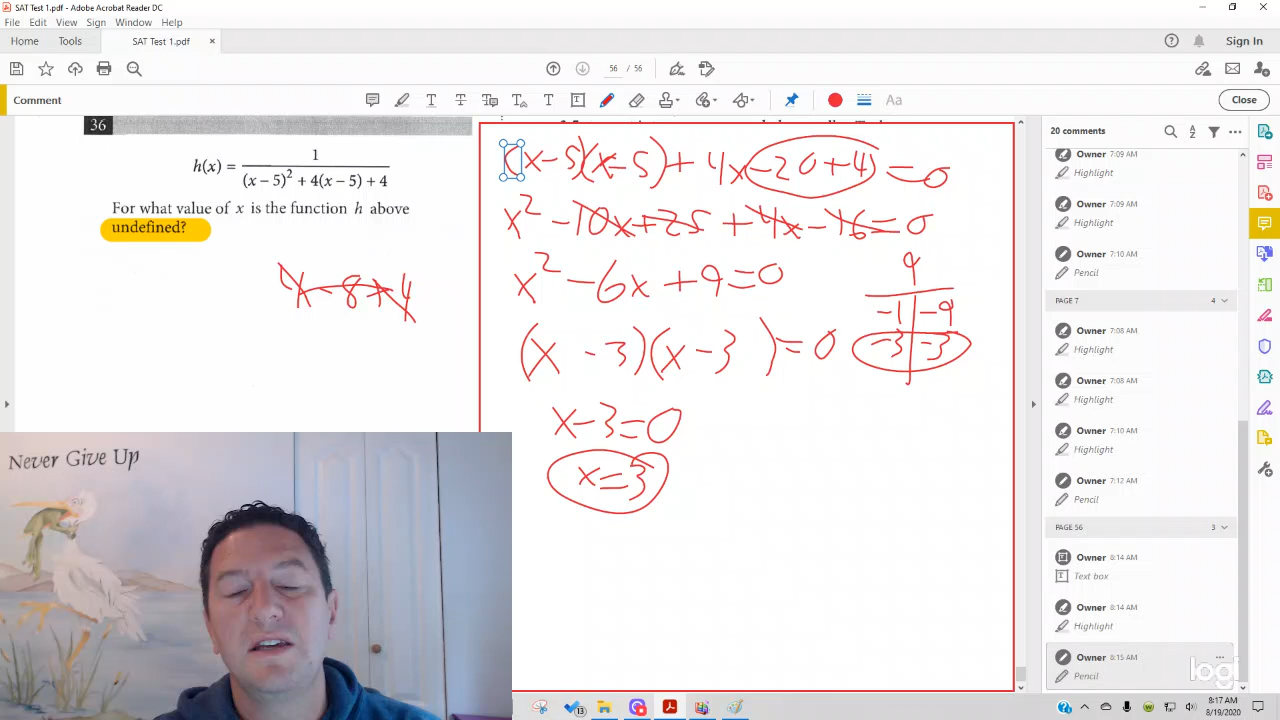 SAT Test 1.pdf - Adobe Acrobat Reader DC
File Edit View Sign Window Help
Home Tools SAT Test 1.pdf × Sign In
56 / 56
Comment Aa Close
36
h(x) = 1 / (x − 5)² + 4(x − 5) + 4
For what value of x is the function h above
undefined?
4x - 8 + 4
(x-5)(x-5) + 4x-20+4 = 0
x² - 10x + 25 + 4x - 16 = 0
x² - 6x + 9 = 0
(x - 3)(x - 3) = 0
x - 3 = 0
x = 3
9
-1 | -9
-3 | -3
20 comments
Owner 7:09 AM
Highlight
Owner 7:09 AM
Highlight
Owner 7:10 AM
Pencil
PAGE 7 4
Owner 7:08 AM
Highlight
Owner 7:08 AM
Highlight
Owner 7:10 AM
Highlight
Owner 7:12 AM
Pencil
PAGE 56 3
Owner 8:14 AM
Text box
Owner 8:14 AM
Highlight
Owner 8:15 AM
Pencil
Never Give Up
logi
13
8:17 AM
8/19/2020